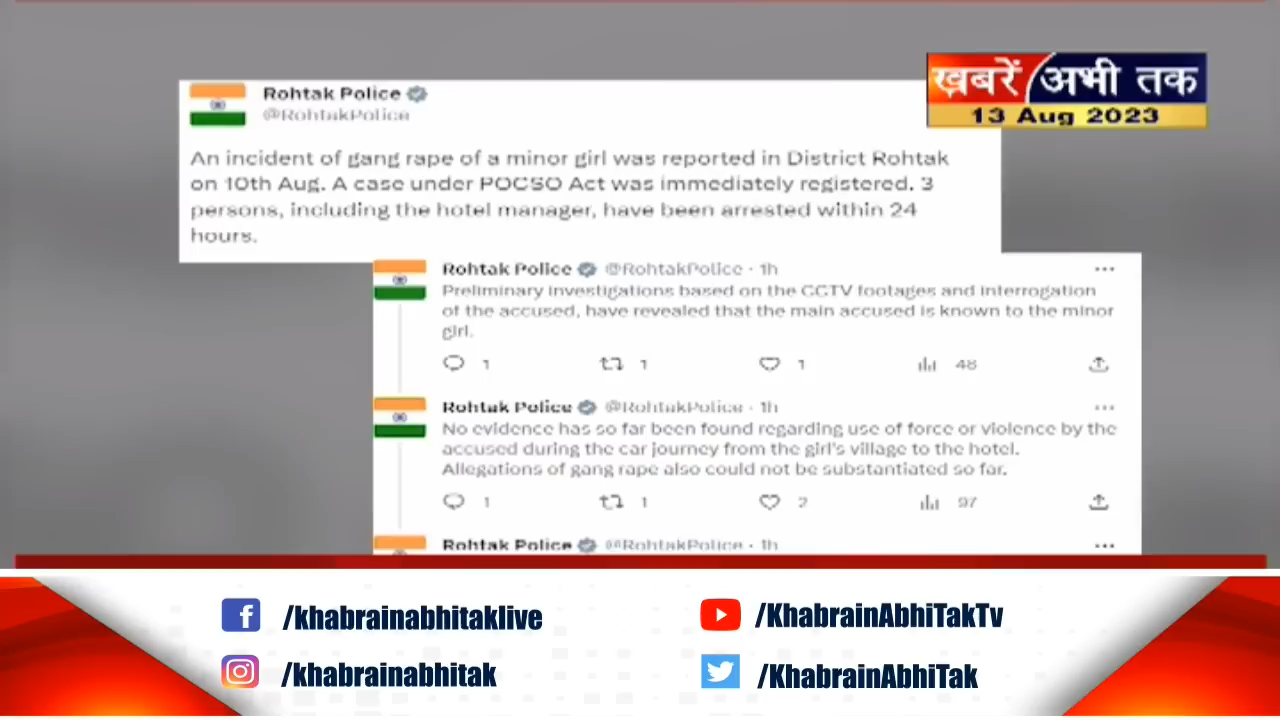 ख़बरें अभी तक
13 Aug 2023
Rohtak Police
@RohtakPolice
An incident of gang rape of a minor girl was reported in District Rohtak
on 10th Aug. A case under POCSO Act was immediately registered. 3
persons, including the hotel manager, have been arrested within 24
hours.
Rohtak Police @RohtakPolice · 1h
Preliminary investigations based on the CCTV footages and interrogation
of the accused, have revealed that the main accused is known to the minor
girl.
1 1 1 48
Rohtak Police @RohtakPolice · 1h
No evidence has so far been found regarding use of force or violence by the
accused during the car journey from the girl's village to the hotel.
Allegations of gang rape also could not be substantiated so far.
1 1 2 97
Rohtak Police @RohtakPolice · 1h
/khabrainabhitaklive
/KhabrainAbhiTakTv
/khabrainabhitak
/KhabrainAbhiTak